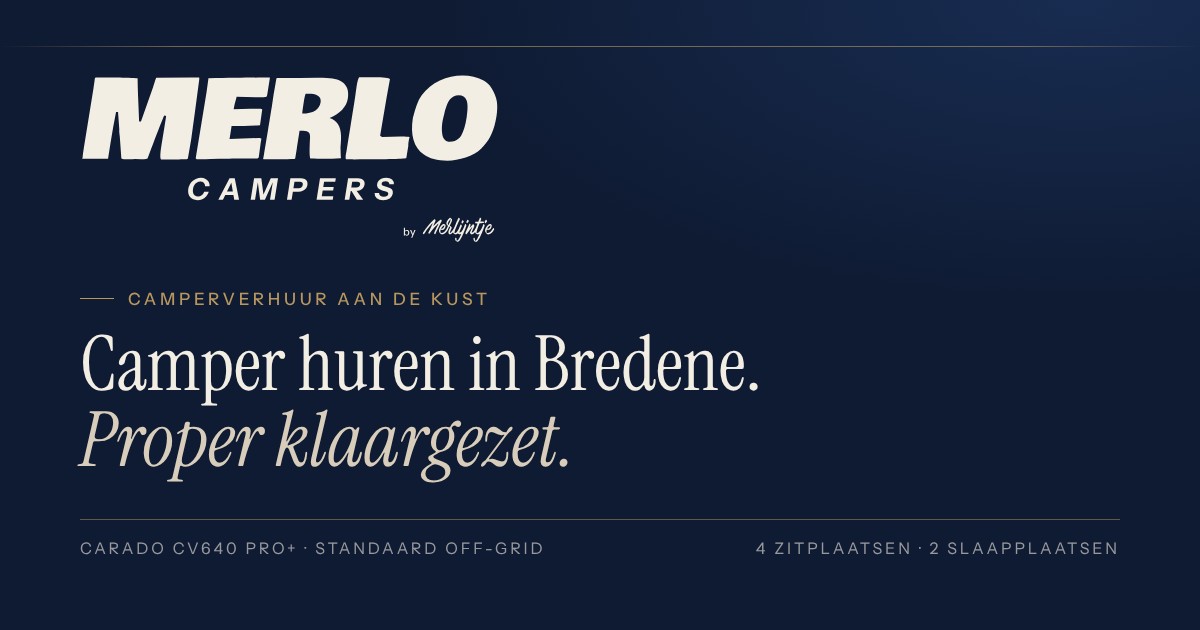 MERLO
CAMPERS
by Merlijntje
CAMPERVERHUUR AAN DE KUST
Camper huren in Bredene.
Proper klaargezet.
CARADO CV640 PRO+ · STANDAARD OFF-GRID
4 ZITPLAATSEN · 2 SLAAPPLAATSEN